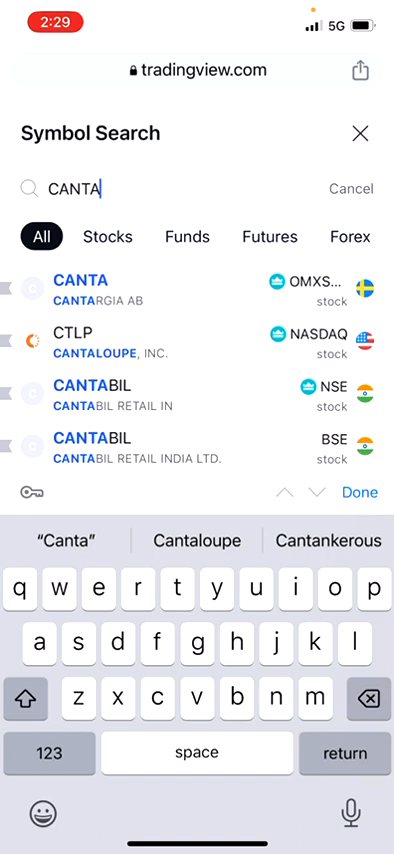 2:29
5G
tradingview.com
Symbol Search
CANTA
Cancel
All Stocks Funds Futures Forex
CANTA OMXS...
CANTARGIA AB stock
CTLP NASDAQ
CANTALOUPE, INC. stock
CANTABIL NSE
CANTABIL RETAIL IN stock
CANTABIL BSE
CANTABIL RETAIL INDIA LTD. stock
Done
“Canta” Cantaloupe Cantankerous
q w e r t y u i o p
a s d f g h j k l
z x c v b n m
123 space return